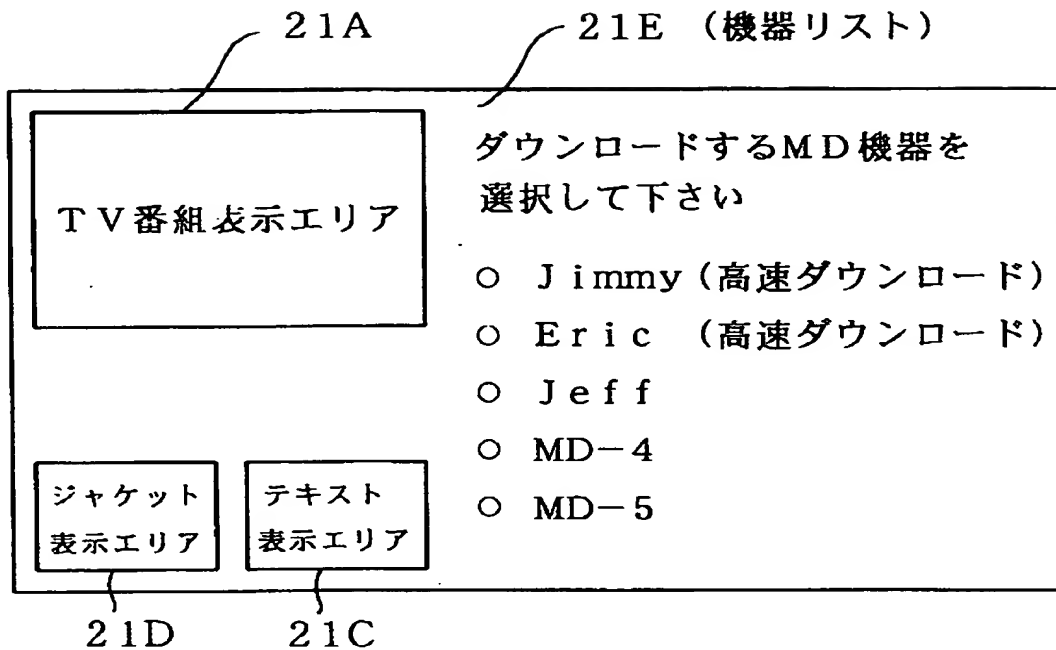 21A
21E (機器リスト)
TV番組表示エリア
ダウンロードするMD機器を
選択して下さい
○ Jimmy(高速ダウンロード)
○ Eric (高速ダウンロード)
○ Jeff
○ MD-4
○ MD-5
ジャケット
表示エリア
テキスト
表示エリア
21D
21C